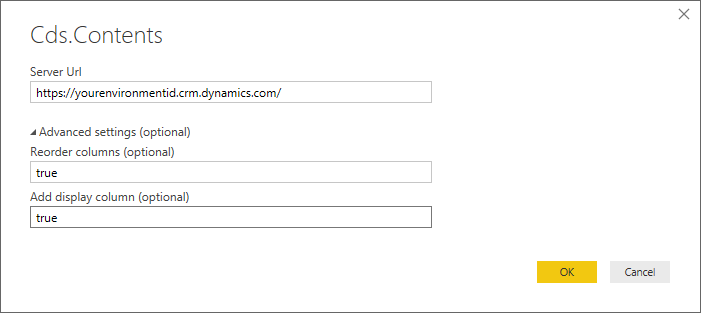 Cds.Contents
Server Url
https://yourenvironmentid.crm.dynamics.com/
Advanced settings (optional)
Reorder columns (optional)
true
Add display column (optional)
true
OK
Cancel